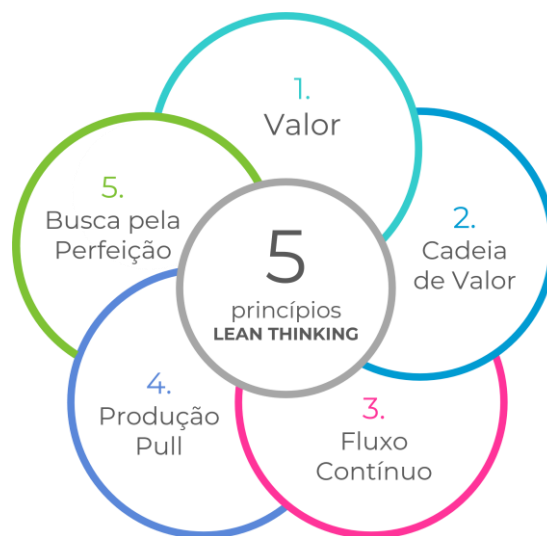 5
princípios
LEAN THINKING
1.
Valor
2.
Cadeia
de Valor
3.
Fluxo
Contínuo
4.
Produção
Pull
5.
Busca pela
Perfeição